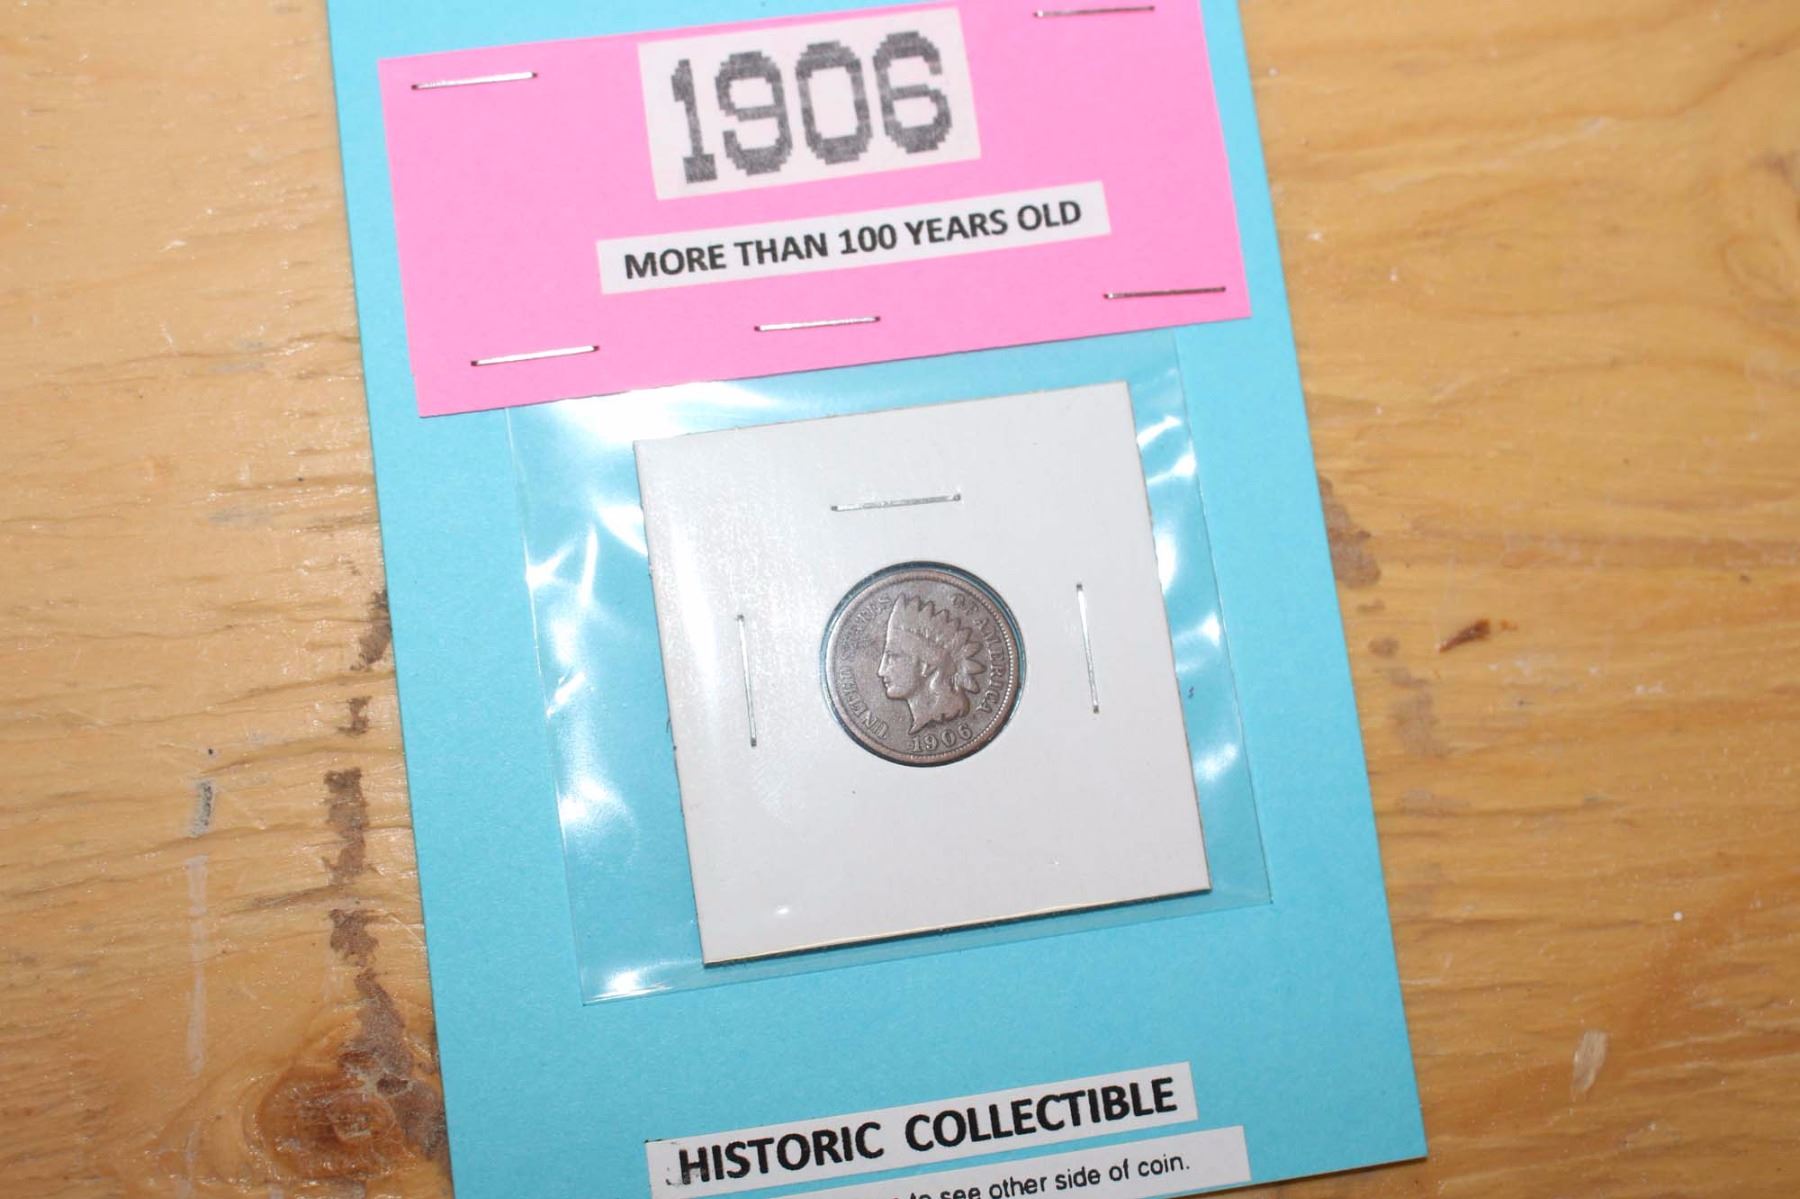 1906
MORE THAN 100 YEARS OLD
UNITED STATES OF AMERICA
1906
HISTORIC COLLECTIBLE
to see other side of coin.